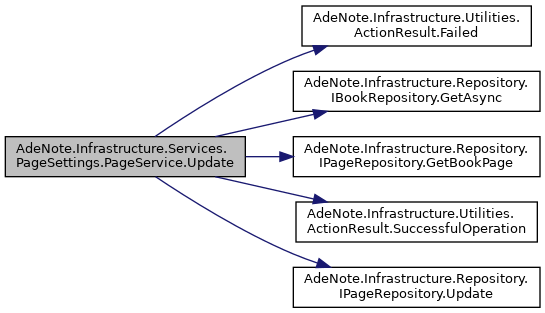 AdeNote.Infrastructure.Services.
PageSettings.PageService.Update
AdeNote.Infrastructure.Utilities.
ActionResult.Failed
AdeNote.Infrastructure.Repository.
IBookRepository.GetAsync
AdeNote.Infrastructure.Repository.
IPageRepository.GetBookPage
AdeNote.Infrastructure.Utilities.
ActionResult.SuccessfulOperation
AdeNote.Infrastructure.Repository.
IPageRepository.Update